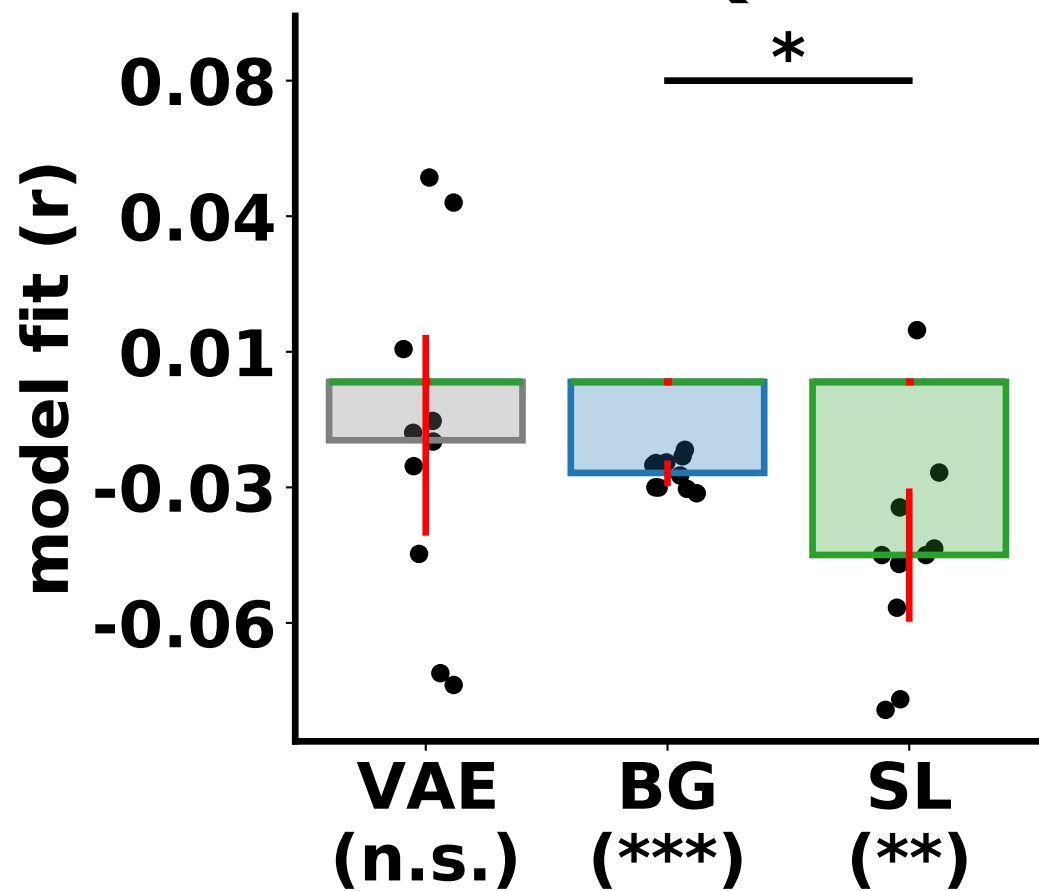 *
0.08
0.04
0.01
-0.03
-0.06
model fit (r)
VAE BG SL
(n.s.) (***) (**)